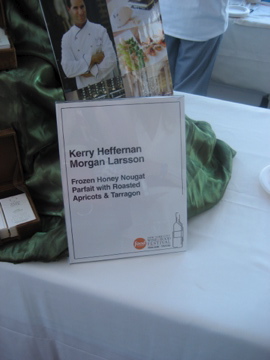 Kerry Heffernan
Morgan Larsson
Frozen Honey Nougat
Parfait with Roasted
Apricots & Tarragon